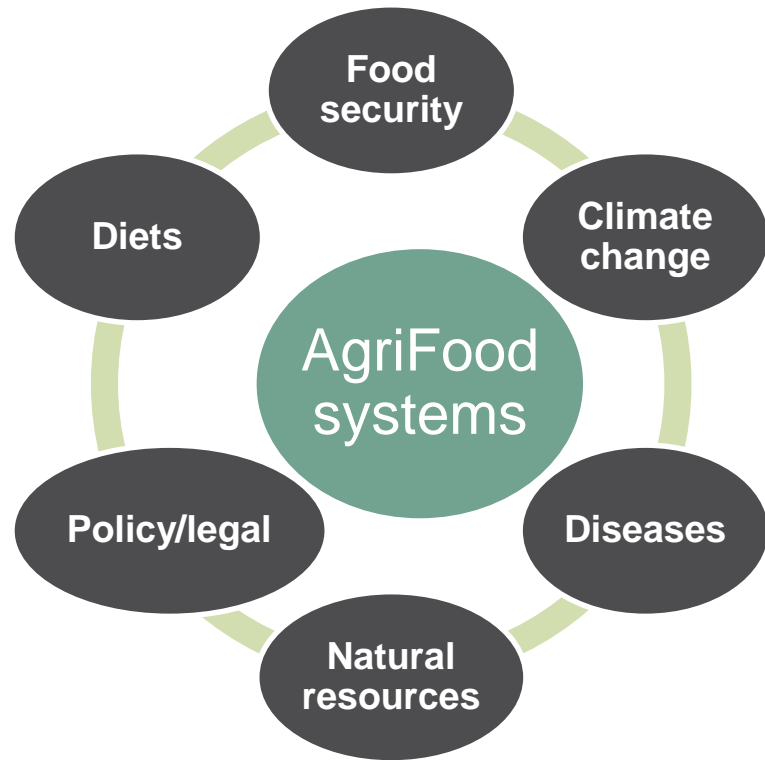 Food
security
Climate
change
Diets
AgriFood
systems
Policy/legal
Diseases
Natural
resources